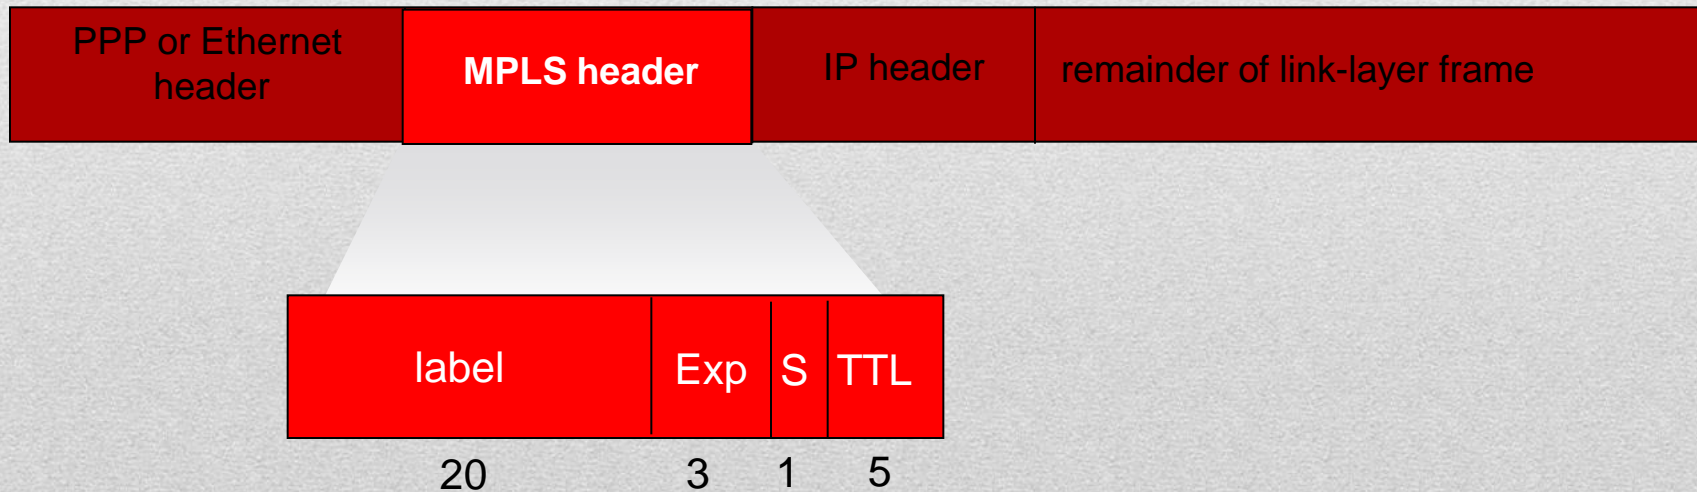 PPP or Ethernet
header
MPLS header
IP header
remainder of link-layer frame
label
Exp
S
TTL
20
3
1
5